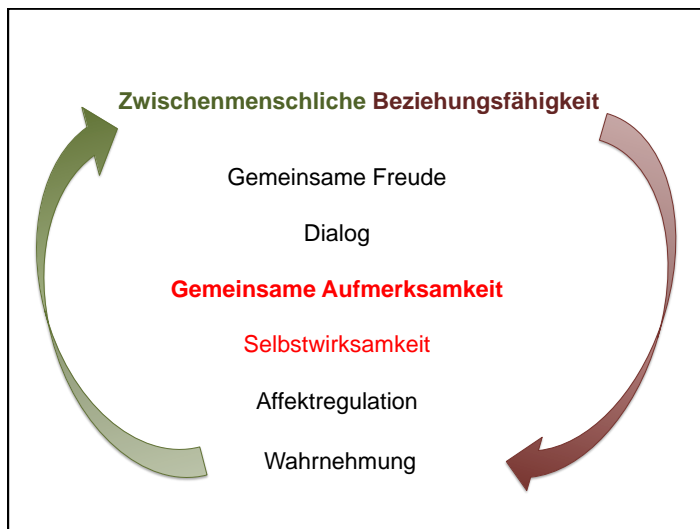 Zwischenmenschliche Beziehungsfähigkeit
Gemeinsame Freude
Dialog
Gemeinsame Aufmerksamkeit
Selbstwirksamkeit
Affektregulation
Wahrnehmung